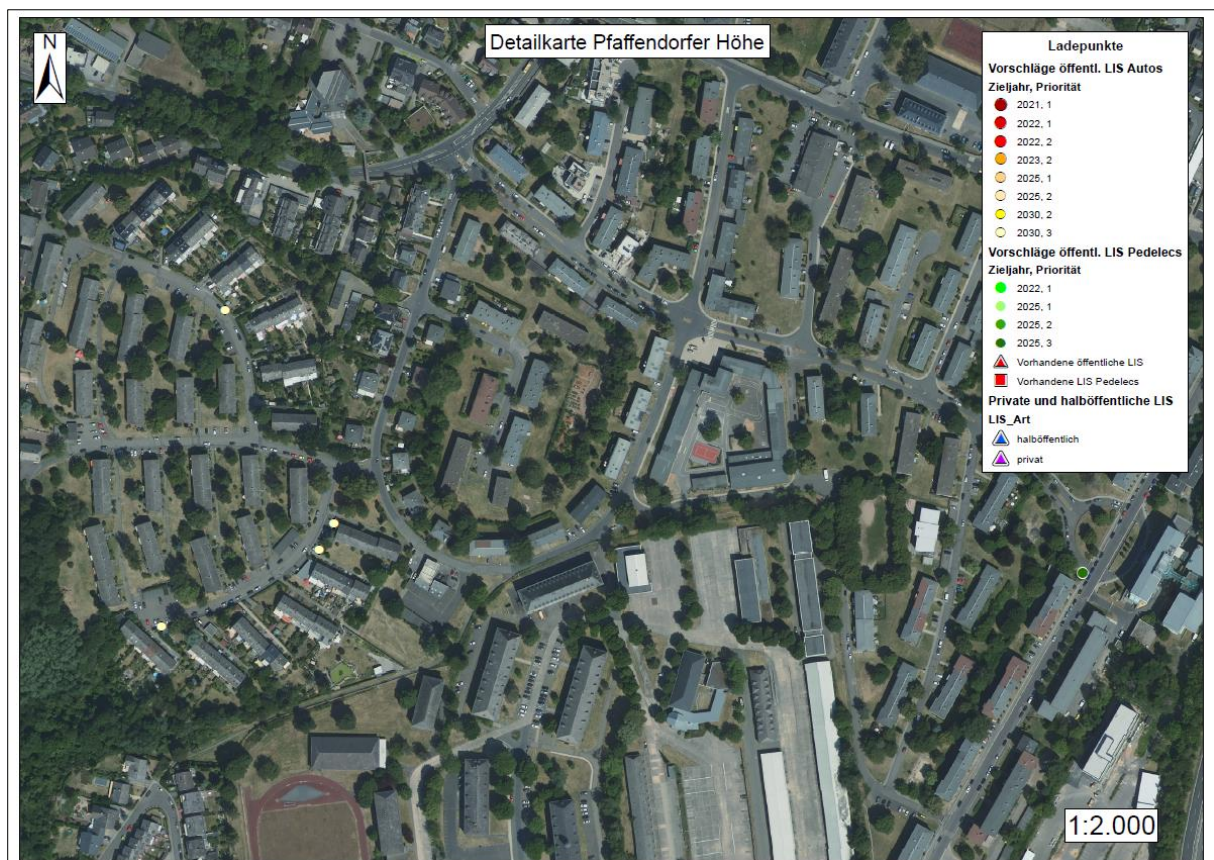 N
Detailkarte Pfaffendorfer Höhe
Ladepunkte
Vorschläge öffentl. LIS Autos
Zieljahr, Priorität
2021, 1
2022, 1
2022, 2
2023, 2
2025, 1
2025, 2
2030, 2
2030, 3
Vorschläge öffentl. LIS Pedelecs
Zieljahr, Priorität
2022, 1
2025, 1
2025, 2
2025, 3
Vorhandene öffentliche LIS
Vorhandene LIS Pedelecs
Private und halböffentliche LIS
LIS_Art
halböffentlich
privat
1:2.000